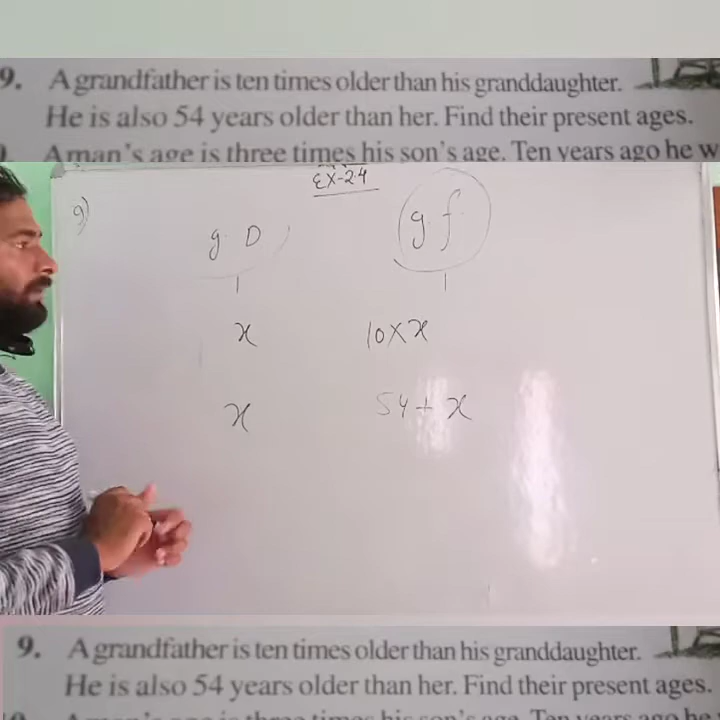 9. A grandfather is ten times older than his granddaughter.
He is also 54 years older than her. Find their present ages.
Aman's age is three times his son's age. Ten years ago he w
Ex-2.4
9)
g. D g. f.
x 10×x
x 54+ x
9. A grandfather is ten times older than his granddaughter.
He is also 54 years older than her. Find their present ages.